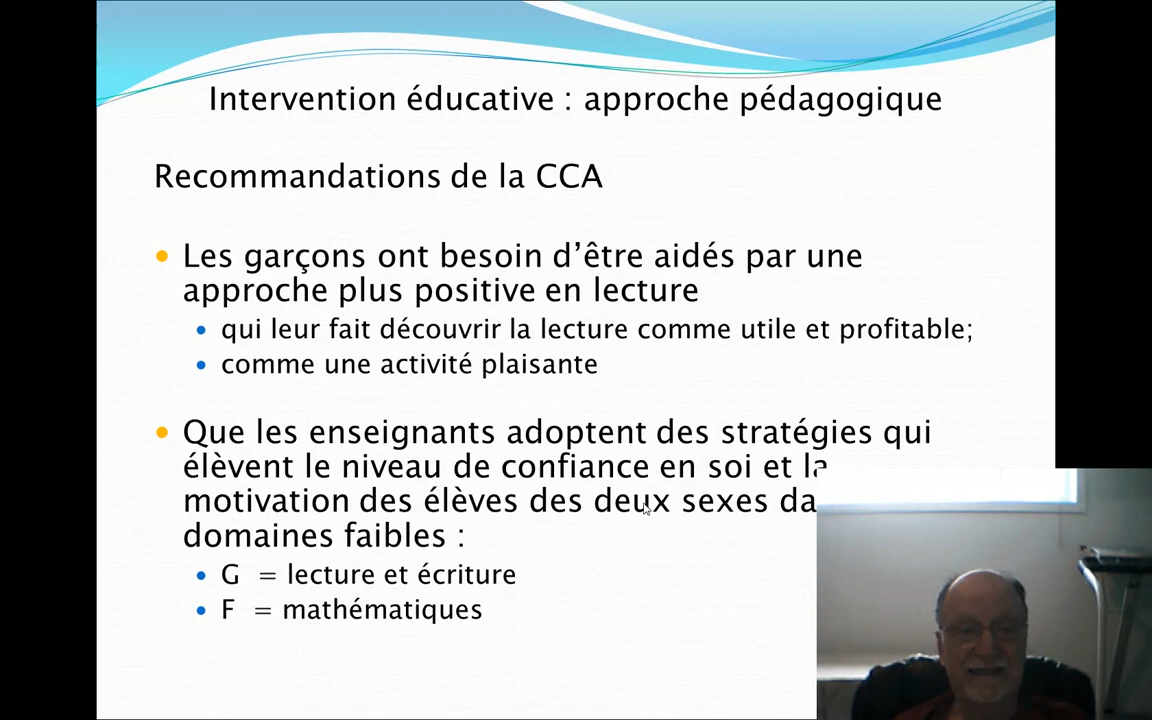 Intervention éducative : approche pédagogique
Recommandations de la CCA
Les garçons ont besoin d’être aidés par une
approche plus positive en lecture
qui leur fait découvrir la lecture comme utile et profitable;
comme une activité plaisante
Que les enseignants adoptent des stratégies qui
élèvent le niveau de confiance en soi et la
motivation des élèves des deux sexes da
domaines faibles :
G = lecture et écriture
F = mathématiques